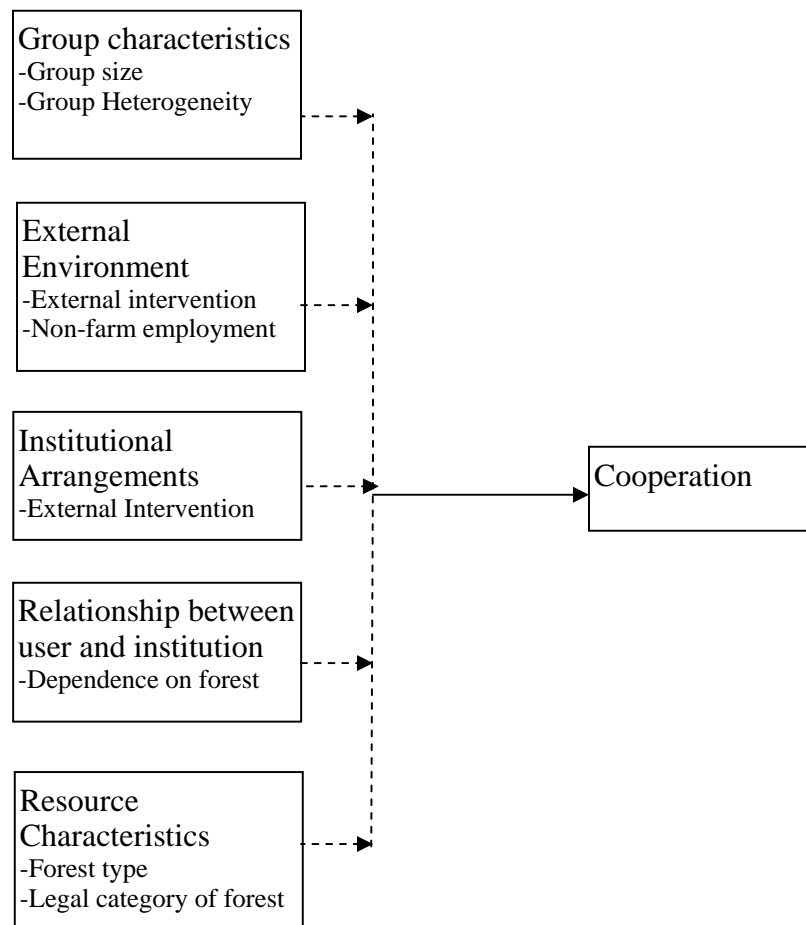 Group characteristics
-Group size
-Group Heterogeneity
External
Environment
-External intervention
-Non-farm employment
Institutional
Arrangements
-External Intervention
Cooperation
Relationship between
user and institution
-Dependence on forest
Resource
Characteristics
-Forest type
-Legal category of forest